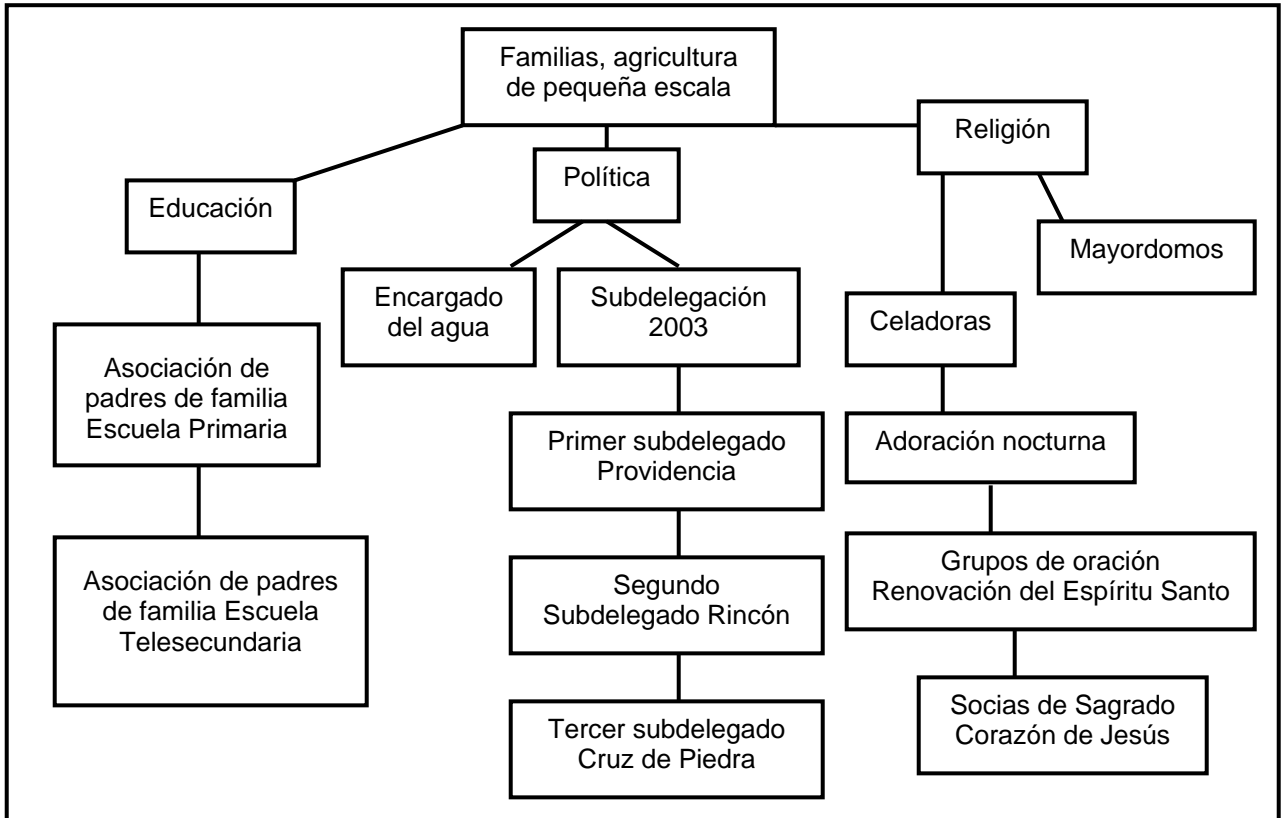 Familias, agricultura
de pequeña escala
Religión
Política
Educación
Mayordomos
Encargado
del agua
Subdelegación
2003
Celadoras
Asociación de
padres de familia
Escuela Primaria
Primer subdelegado
Providencia
Adoración nocturna
Asociación de padres
de familia Escuela
Telesecundaria
Segundo
Subdelegado Rincón
Grupos de oración
Renovación del Espíritu Santo
Tercer subdelegado
Cruz de Piedra
Socias de Sagrado
Corazón de Jesús